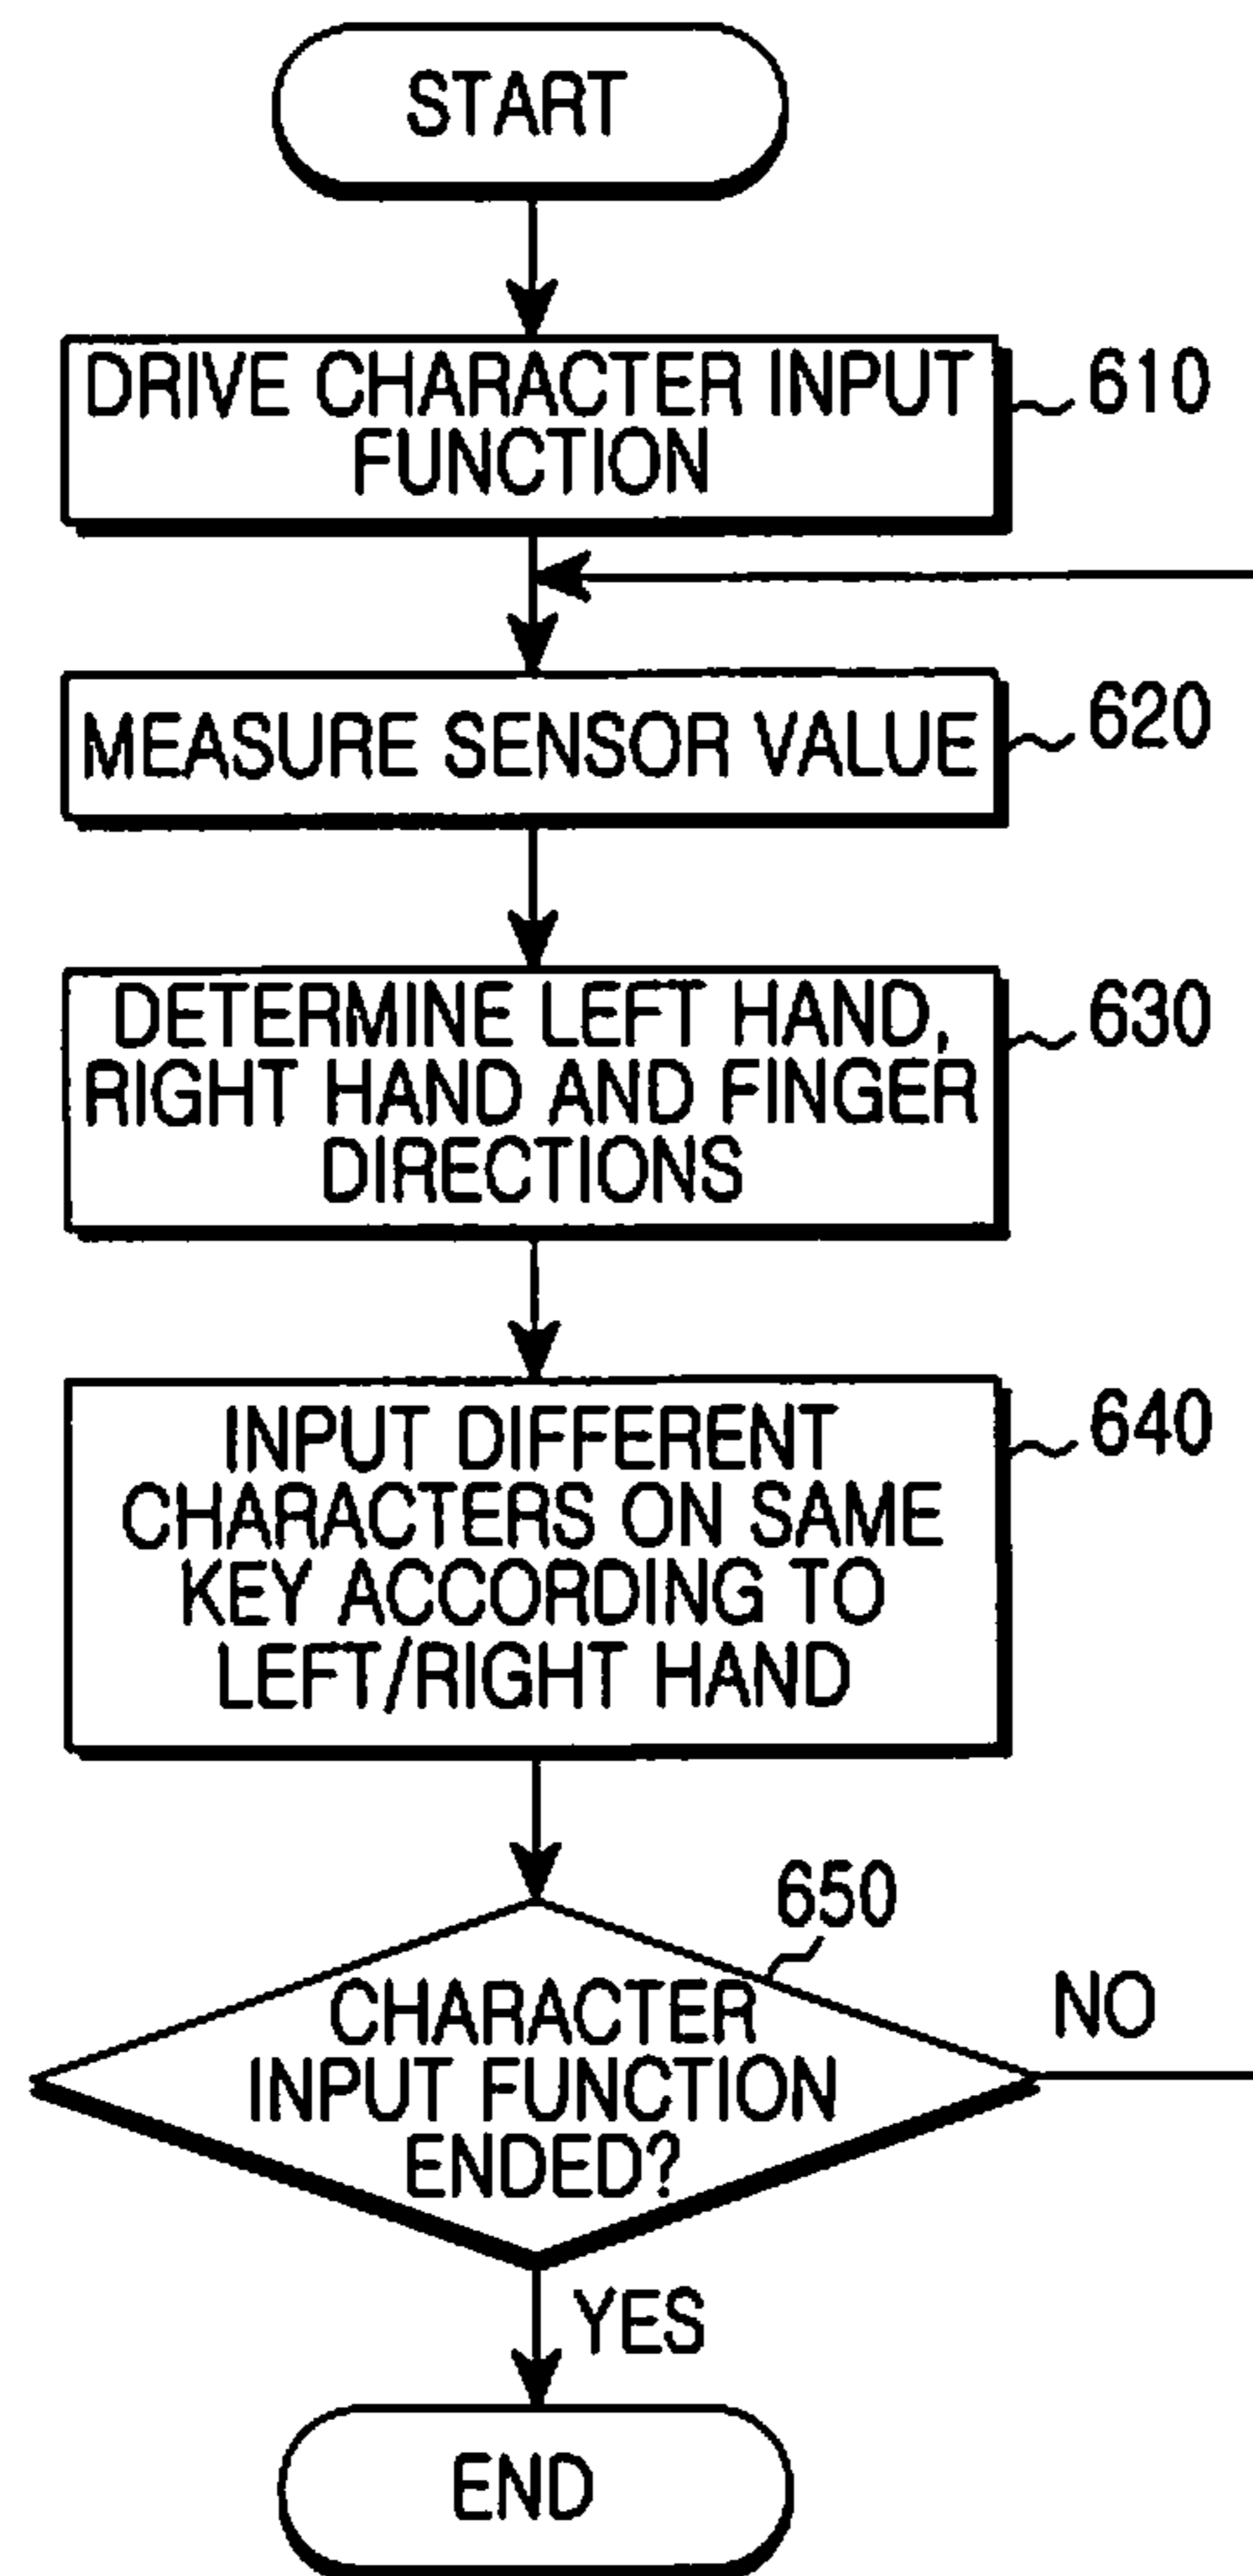 START
DRIVE CHARACTER INPUT
FUNCTION
610
MEASURE SENSOR VALUE
620
DETERMINE LEFT HAND,
RIGHT HAND AND FINGER
DIRECTIONS
630
INPUT DIFFERENT
CHARACTERS ON SAME
KEY ACCORDING TO
LEFT/RIGHT HAND
640
650
CHARACTER
INPUT FUNCTION
ENDED?
NO
YES
END